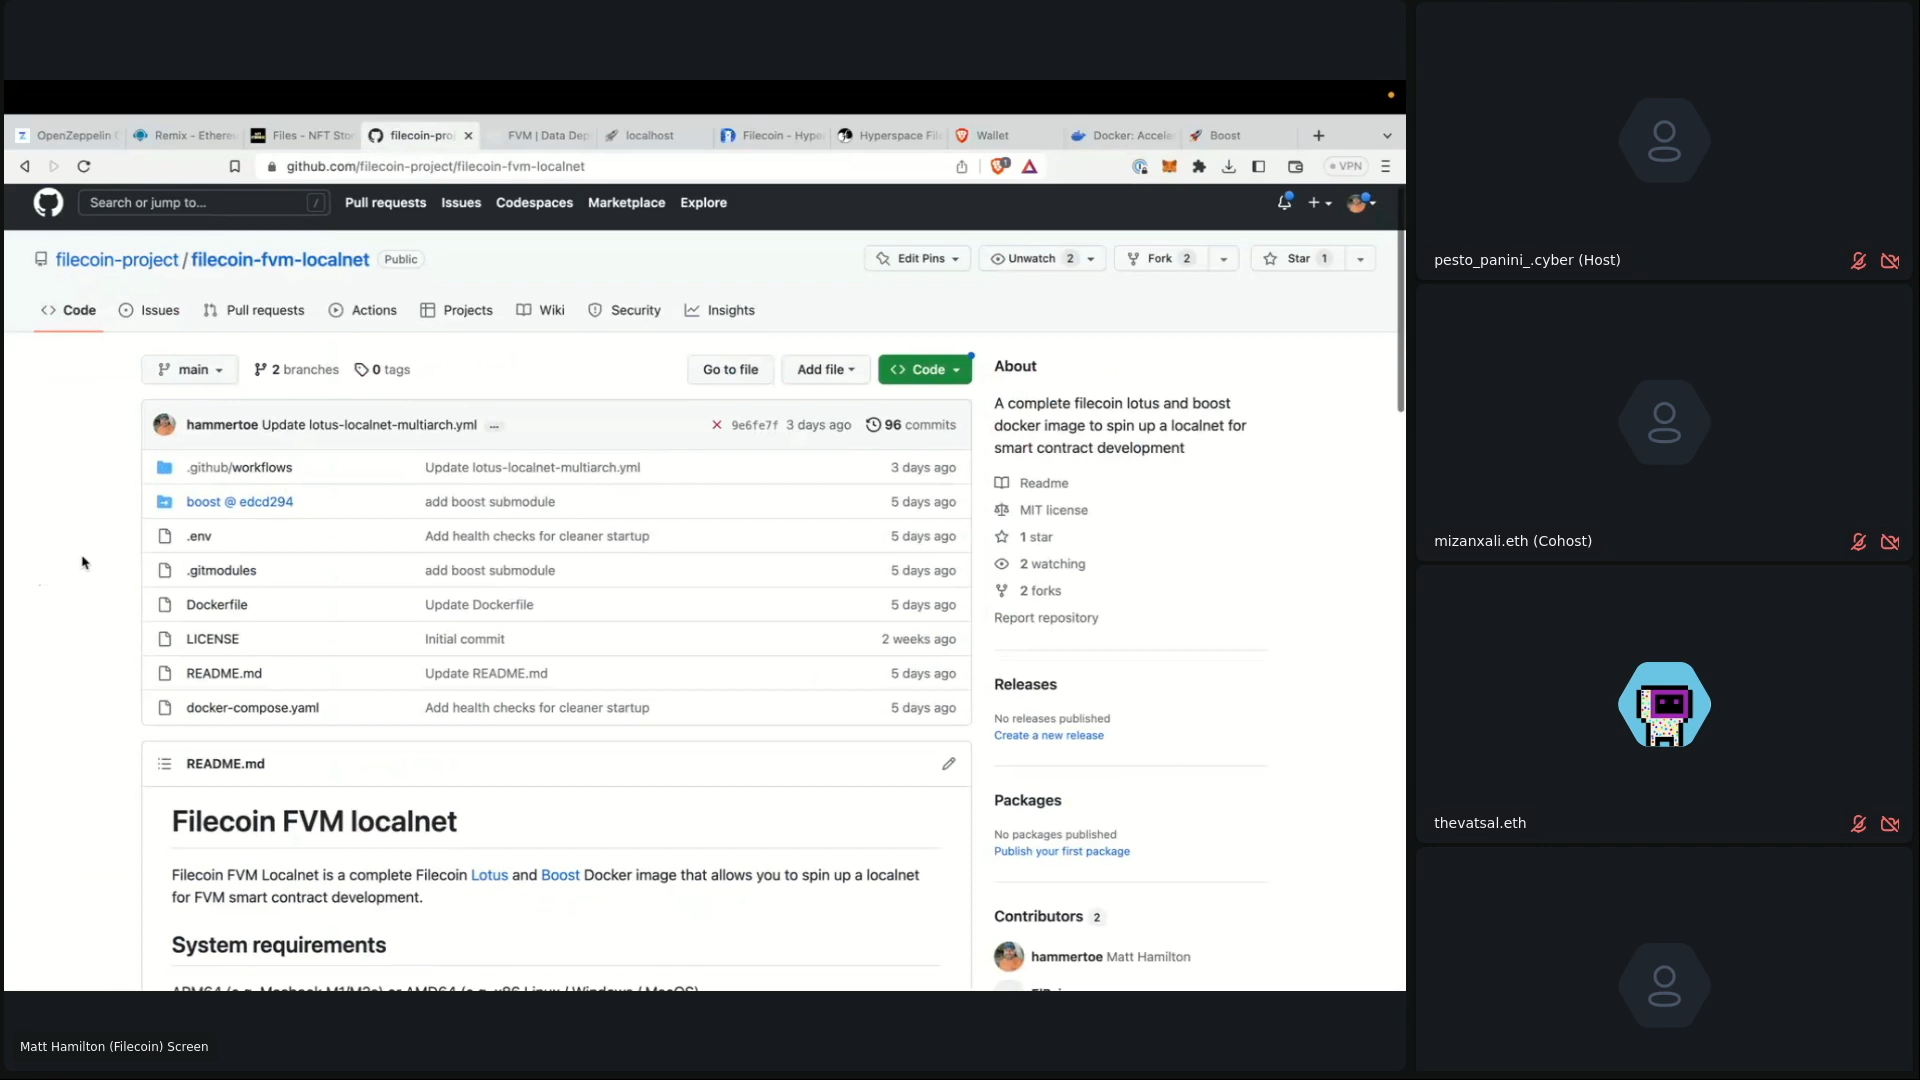 OpenZeppelin
Remix - Ethere
Files - NFT Sto
filecoin-proj
FVM | Data Dep
localhost
Filecoin - Hype
Hyperspace Fil
Wallet
Docker: Accele
Boost
github.com/filecoin-project/filecoin-fvm-localnet
VPN
Search or jump to...
/
Pull requests
Issues
Codespaces
Marketplace
Explore
filecoin-project / filecoin-fvm-localnet
Public
Edit Pins
Unwatch 2
Fork 2
Star 1
Code
Issues
Pull requests
Actions
Projects
Wiki
Security
Insights
main
2 branches
0 tags
Go to file
Add file
Code
hammertoe Update lotus-localnet-multiarch.yml ...
9e6fe7f 3 days ago
96 commits
.github/workflows Update lotus-localnet-multiarch.yml 3 days ago
boost @ edcd294 add boost submodule 5 days ago
.env Add health checks for cleaner startup 5 days ago
.gitmodules add boost submodule 5 days ago
Dockerfile Update Dockerfile 5 days ago
LICENSE Initial commit 2 weeks ago
README.md Update README.md 5 days ago
docker-compose.yaml Add health checks for cleaner startup 5 days ago
README.md
Filecoin FVM localnet
Filecoin FVM Localnet is a complete Filecoin Lotus and Boost Docker image that allows you to spin up a localnet
for FVM smart contract development.
System requirements
ARM64 (e.g. Macbook M1/M2s) or AMD64 (e.g. x86 Linux / Windows / MacOS)
About
A complete filecoin lotus and boost
docker image to spin up a localnet for
smart contract development
Readme
MIT license
1 star
2 watching
2 forks
Report repository
Releases
No releases published
Create a new release
Packages
No packages published
Publish your first package
Contributors 2
hammertoe Matt Hamilton
Matt Hamilton (Filecoin) Screen
pesto_panini_.cyber (Host)
mizanxali.eth (Cohost)
thevatsal.eth